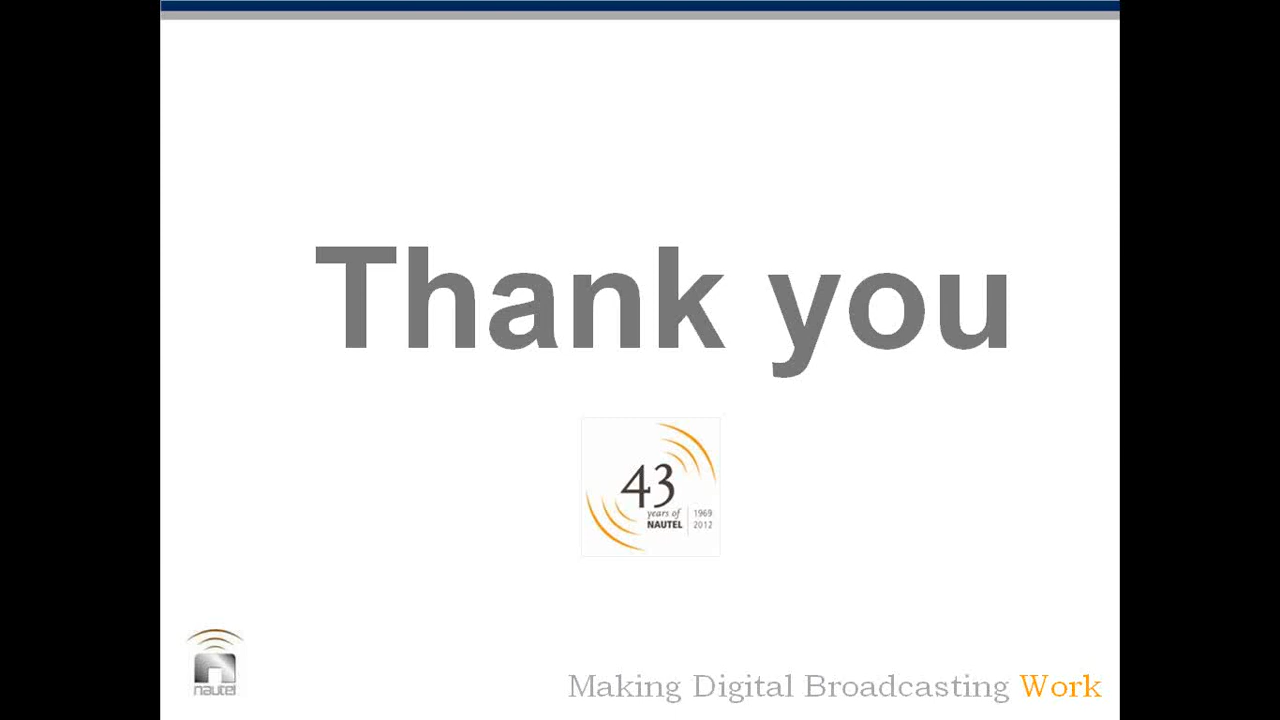 Thank you
43
years of
NAUTEL
1969
2012
nautel
Making Digital Broadcasting Work